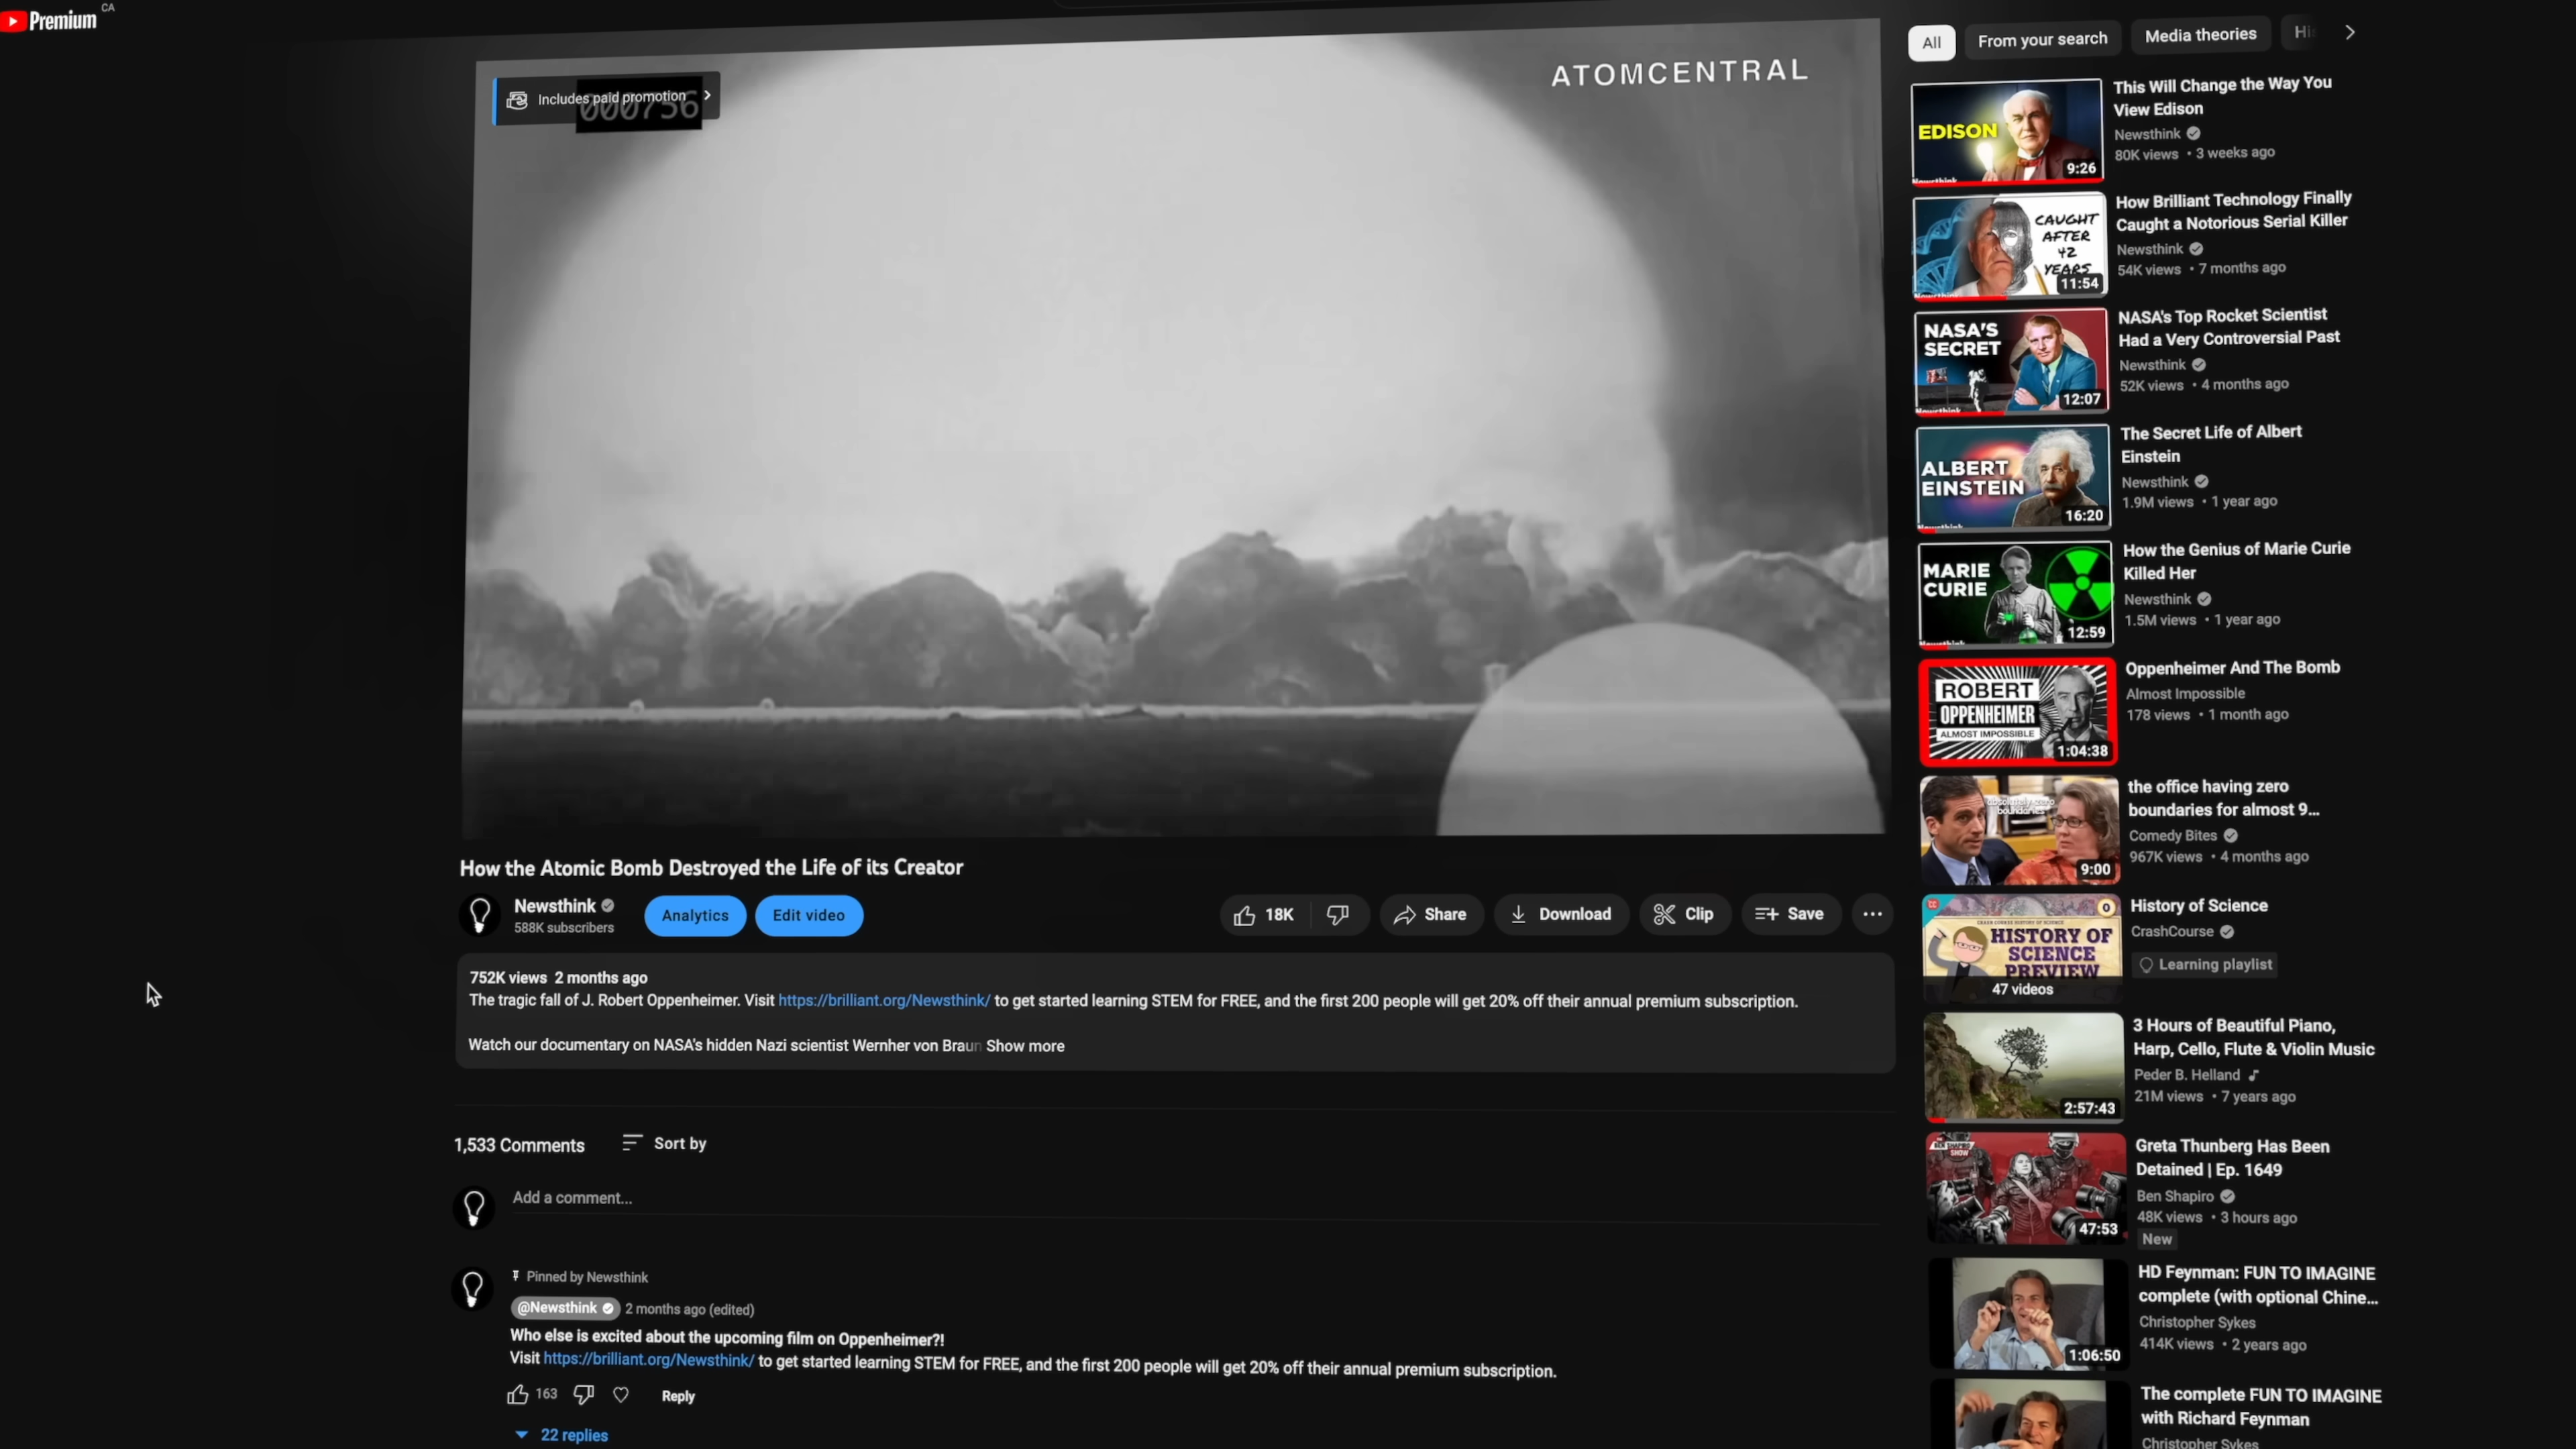 Premium CA
All
From your search
Media theories
Includes paid promotion
000756
ATOMCENTRAL
How the Atomic Bomb Destroyed the Life of its Creator
Newsthink
588K subscribers
Analytics
Edit video
18K
Share
Download
Clip
Save
752K views 2 months ago
The tragic fall of J. Robert Oppenheimer. Visit https://brilliant.org/Newsthink/ to get started learning STEM for FREE, and the first 200 people will get 20% off their annual premium subscription.
Watch our documentary on NASA's hidden Nazi scientist Wernher von Braun Show more
1,533 Comments
Sort by
Add a comment...
Pinned by Newsthink
@Newsthink 2 months ago (edited)
Who else is excited about the upcoming film on Oppenheimer?!
Visit https://brilliant.org/Newsthink/ to get started learning STEM for FREE, and the first 200 people will get 20% off their annual premium subscription.
163
Reply
22 replies
EDISON
Newsthink
9:26
This Will Change the Way You
View Edison
Newsthink
80K views • 3 weeks ago
CAUGHT
AFTER
42
YEARS
11:54
How Brilliant Technology Finally
Caught a Notorious Serial Killer
Newsthink
54K views • 7 months ago
NASA'S
SECRET
Newsthink
12:07
NASA's Top Rocket Scientist
Had a Very Controversial Past
Newsthink
52K views • 4 months ago
ALBERT
EINSTEIN
16:20
The Secret Life of Albert
Einstein
Newsthink
1.9M views • 1 year ago
MARIE
CURIE
12:59
How the Genius of Marie Curie
Killed Her
Newsthink
1.5M views • 1 year ago
ROBERT
OPPENHEIMER
ALMOST IMPOSSIBLE
1:04:38
Oppenheimer And The Bomb
Almost Impossible
178 views • 1 month ago
absolutely zero
boundaries
9:00
the office having zero
boundaries for almost 9...
Comedy Bites
967K views • 4 months ago
CRASH COURSE HISTORY OF SCIENCE
HISTORY OF
SCIENCE
PREVIEW
47 videos
History of Science
CrashCourse
Learning playlist
2:57:43
3 Hours of Beautiful Piano,
Harp, Cello, Flute & Violin Music
Peder B. Helland
21M views • 7 years ago
BEN SHAPIRO
SHOW
47:53
Greta Thunberg Has Been
Detained | Ep. 1649
Ben Shapiro
48K views • 3 hours ago
New
1:06:50
HD Feynman: FUN TO IMAGINE
complete (with optional Chine...
Christopher Sykes
414K views • 2 years ago
The complete FUN TO IMAGINE
with Richard Feynman
Christopher Sykes